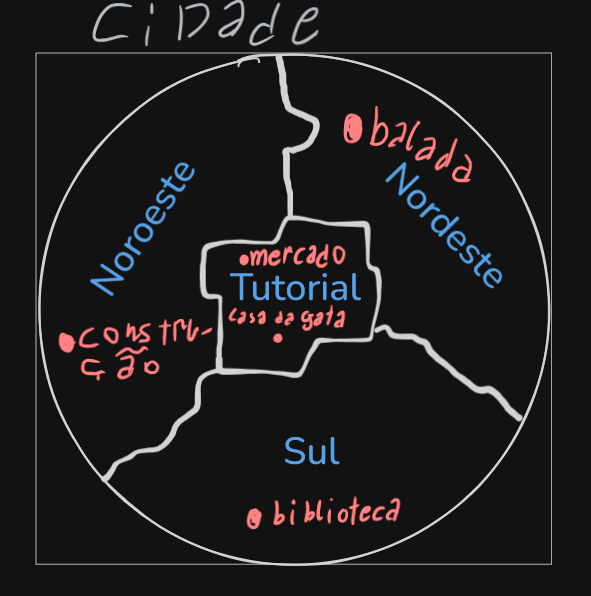 CiDade
balada
Noroeste
Nordeste
mercado
Tutorial
casa da gata
constru-
ção
Sul
biblioteca